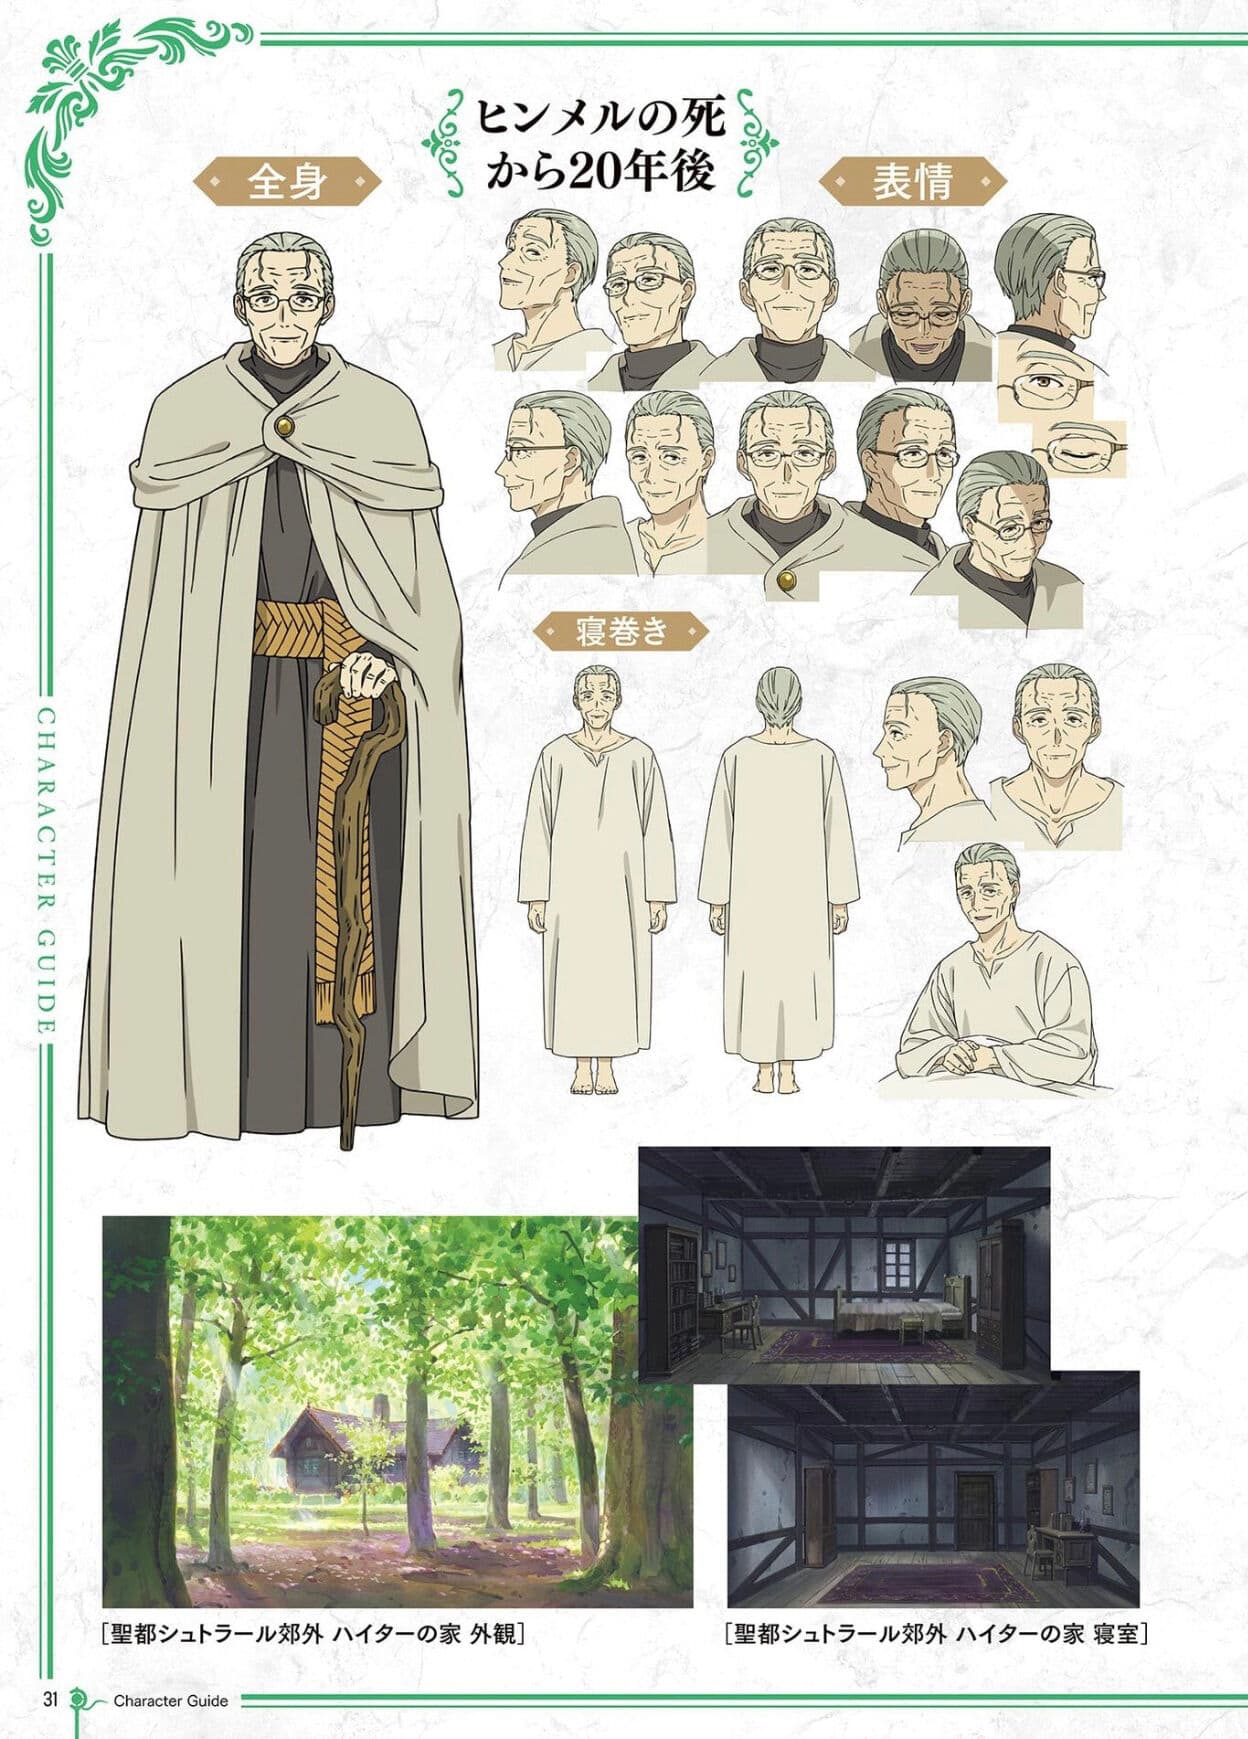 ヒンメルの死
から20年後
全身
表情
寝巻き
CHARACTER GUIDE
[聖都シュトラール郊外 ハイターの家 外観]
[聖都シュトラール郊外 ハイターの家 寝室]
31 Character Guide